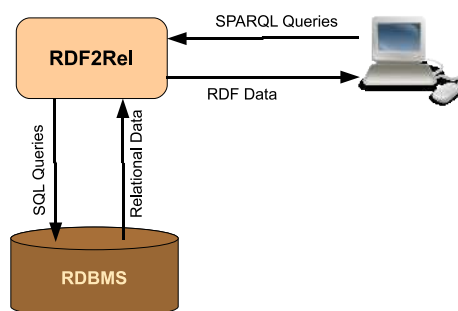 SPARQL Queries
RDF2Rel
RDF Data
SQL Queries
Relational Data
RDBMS